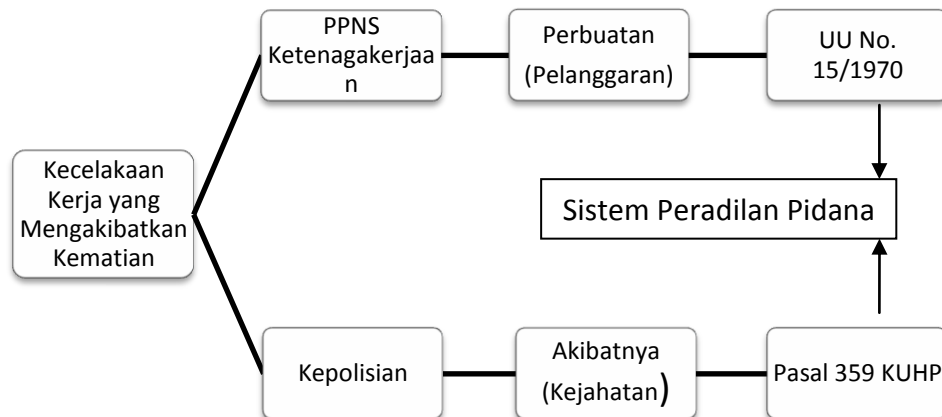 PPNS
Ketenagakerjaa
n
Perbuatan
(Pelanggaran)
UU No.
15/1970
Kecelakaan
Kerja yang
Mengakibatkan
Kematian
Sistem Peradilan Pidana
Kepolisian
Akibatnya
(Kejahatan)
Pasal 359 KUHP